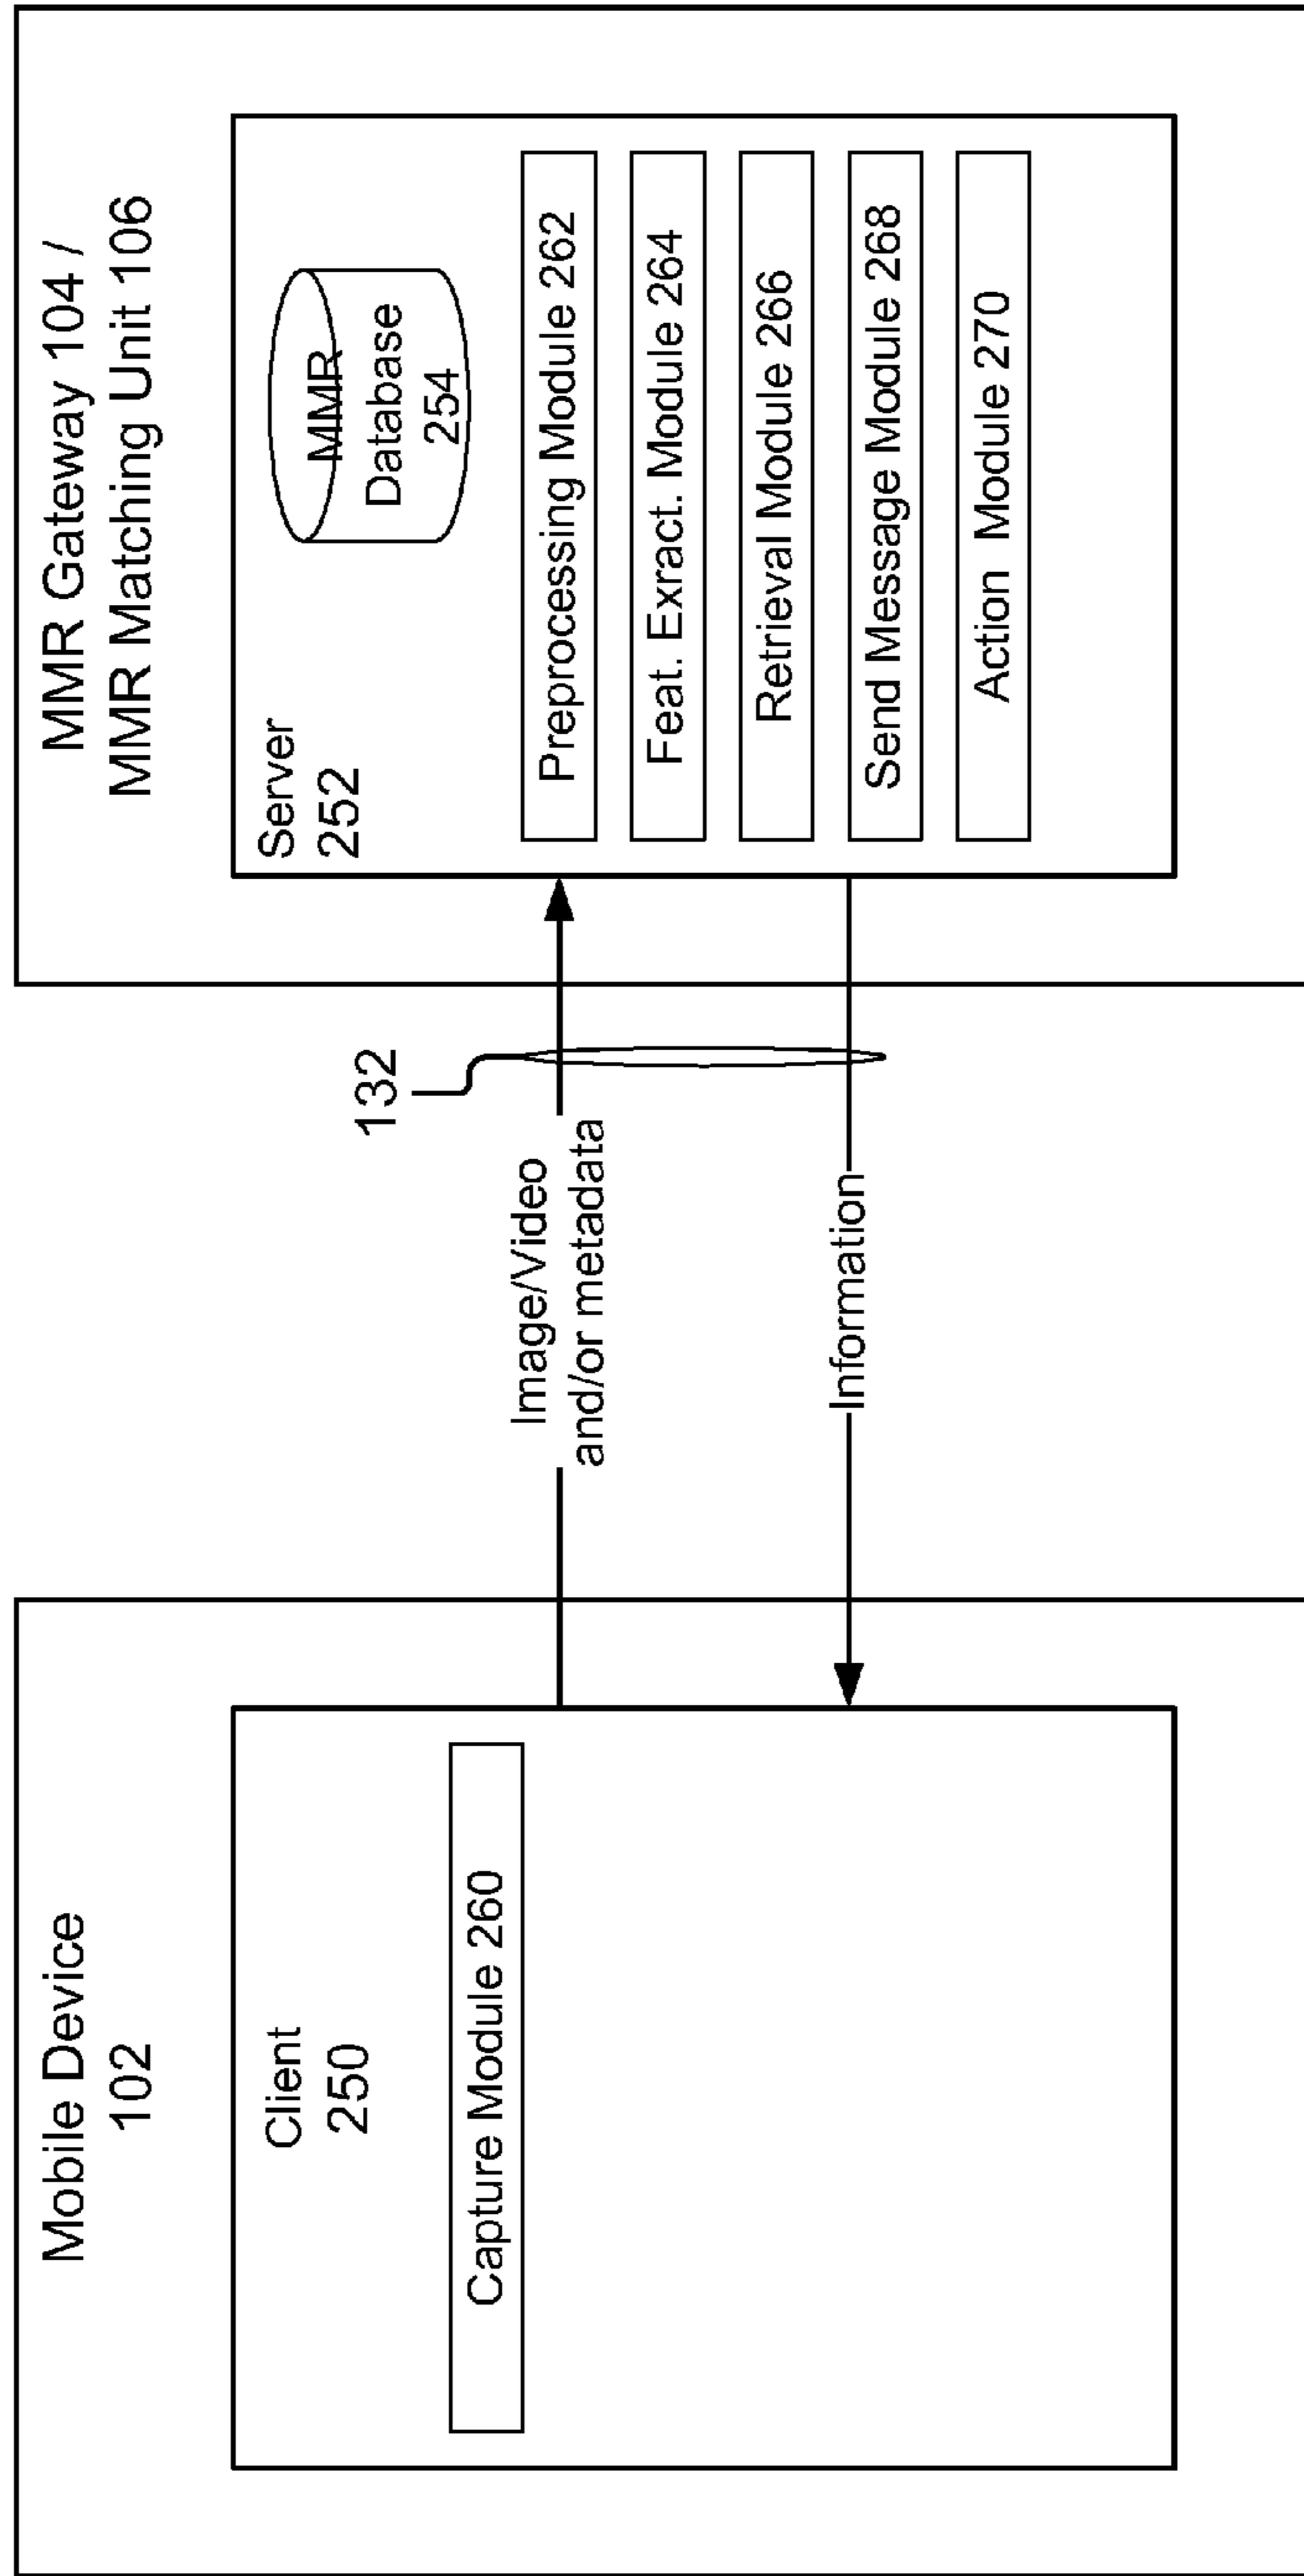 Mobile Device
102
Client
250
Capture Module 260
Image/Video
and/or metadata
Information
132
MMR Gateway 104 /
MMR Matching Unit 106
Server
252
MMR
Database
254
Preprocessing Module 262
Feat. Exract. Module 264
Retrieval Module 266
Send Message Module 268
Action Module 270